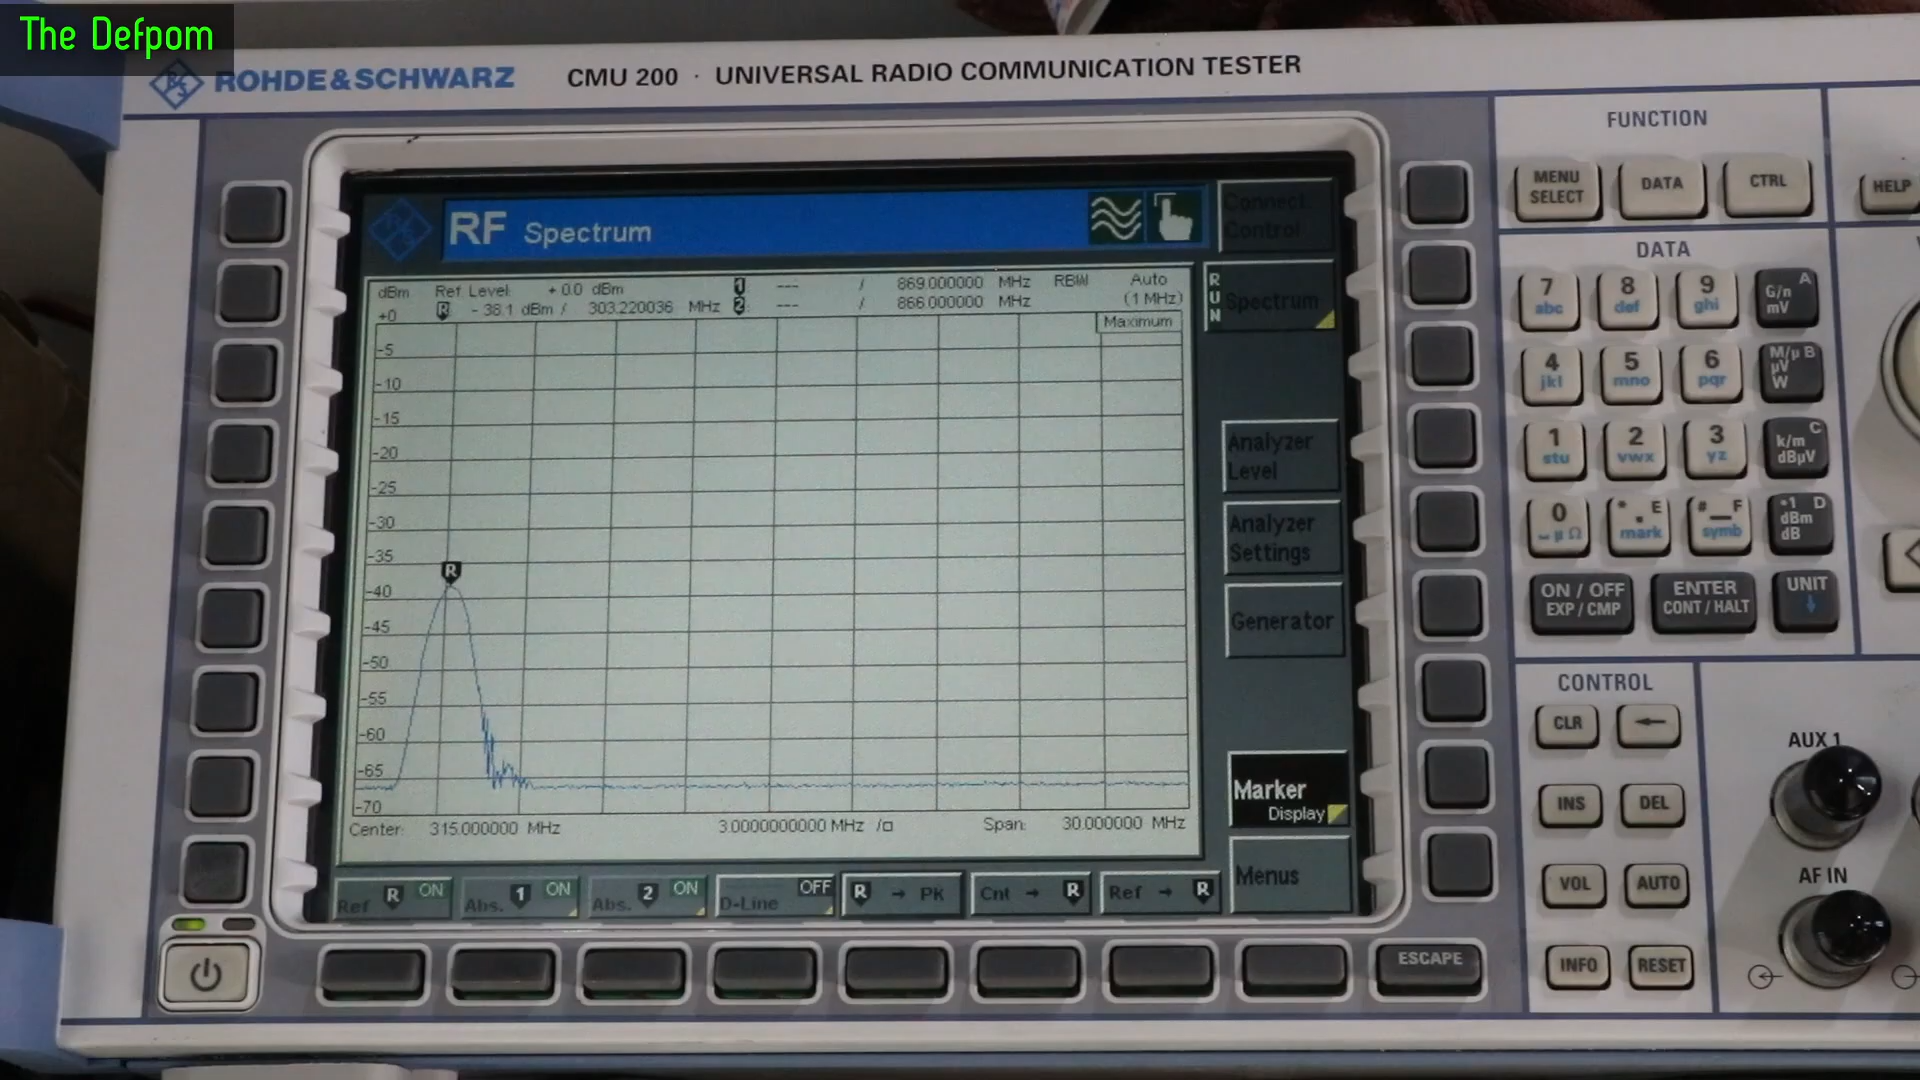 The Defpom
ROHDE&SCHWARZ CMU 200 · UNIVERSAL RADIO COMMUNICATION TESTER
RF Spectrum
Connect.
Control
dBm Ref. Level: +0.0 dBm 1 --- / 869.000000 MHz RBW Auto
R -38.1 dBm / 303.220036 MHz 2 --- / 866.000000 MHz (1 MHz)
Maximum
+0
-5
-10
-15
-20
-25
-30
-35
R
-40
-45
-50
-55
-60
-65
-70
Center: 315.000000 MHz 3.0000000000 MHz /□ Span: 30.000000 MHz
RUN
Spectrum
Analyzer
Level
Analyzer
Settings
Generator
Marker
Display
Menus
Ref R ON
Abs. 1 ON
Abs. 2 ON
D-Line OFF
R → PK
Cnt → R
Ref → R
ESCAPE
FUNCTION
MENU
SELECT
DATA
CTRL
HELP
DATA
7 abc
8 def
9 ghi
A G/n mV
4 jkl
5 mno
6 pqr
M/µ B µV W
1 stu
2 vwx
3 yz
C k/m dBµV
0 ⎵ µ Ω
* . E mark
# _ F symb
•1 D dBm dB
ON / OFF
EXP / CMP
ENTER
CONT / HALT
UNIT
↓
CONTROL
CLR
←
INS
DEL
VOL
AUTO
INFO
RESET
AUX 1
AF IN